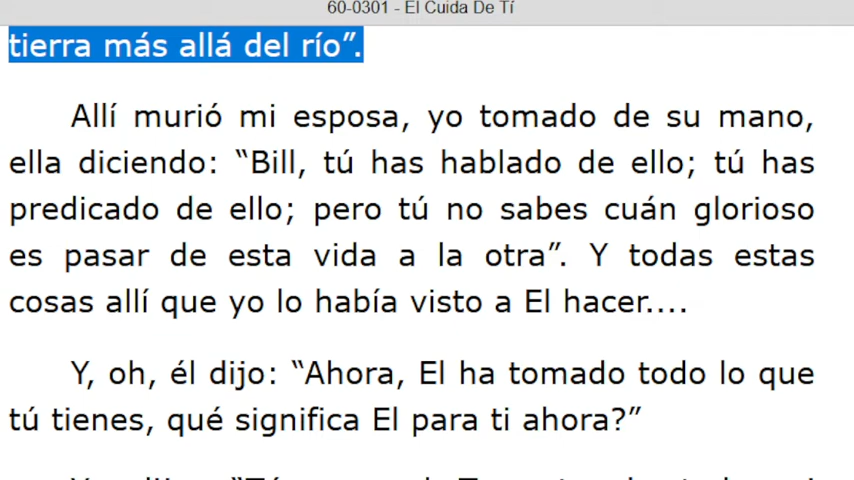 60-0301 - El Cuida De Tí
tierra más allá del río”.
Allí murió mi esposa, yo tomado de su mano,
ella diciendo: “Bill, tú has hablado de ello; tú has
predicado de ello; pero tú no sabes cuán glorioso
es pasar de esta vida a la otra”. Y todas estas
cosas allí que yo lo había visto a El hacer....
Y, oh, él dijo: “Ahora, El ha tomado todo lo que
tú tienes, qué significa El para ti ahora?”